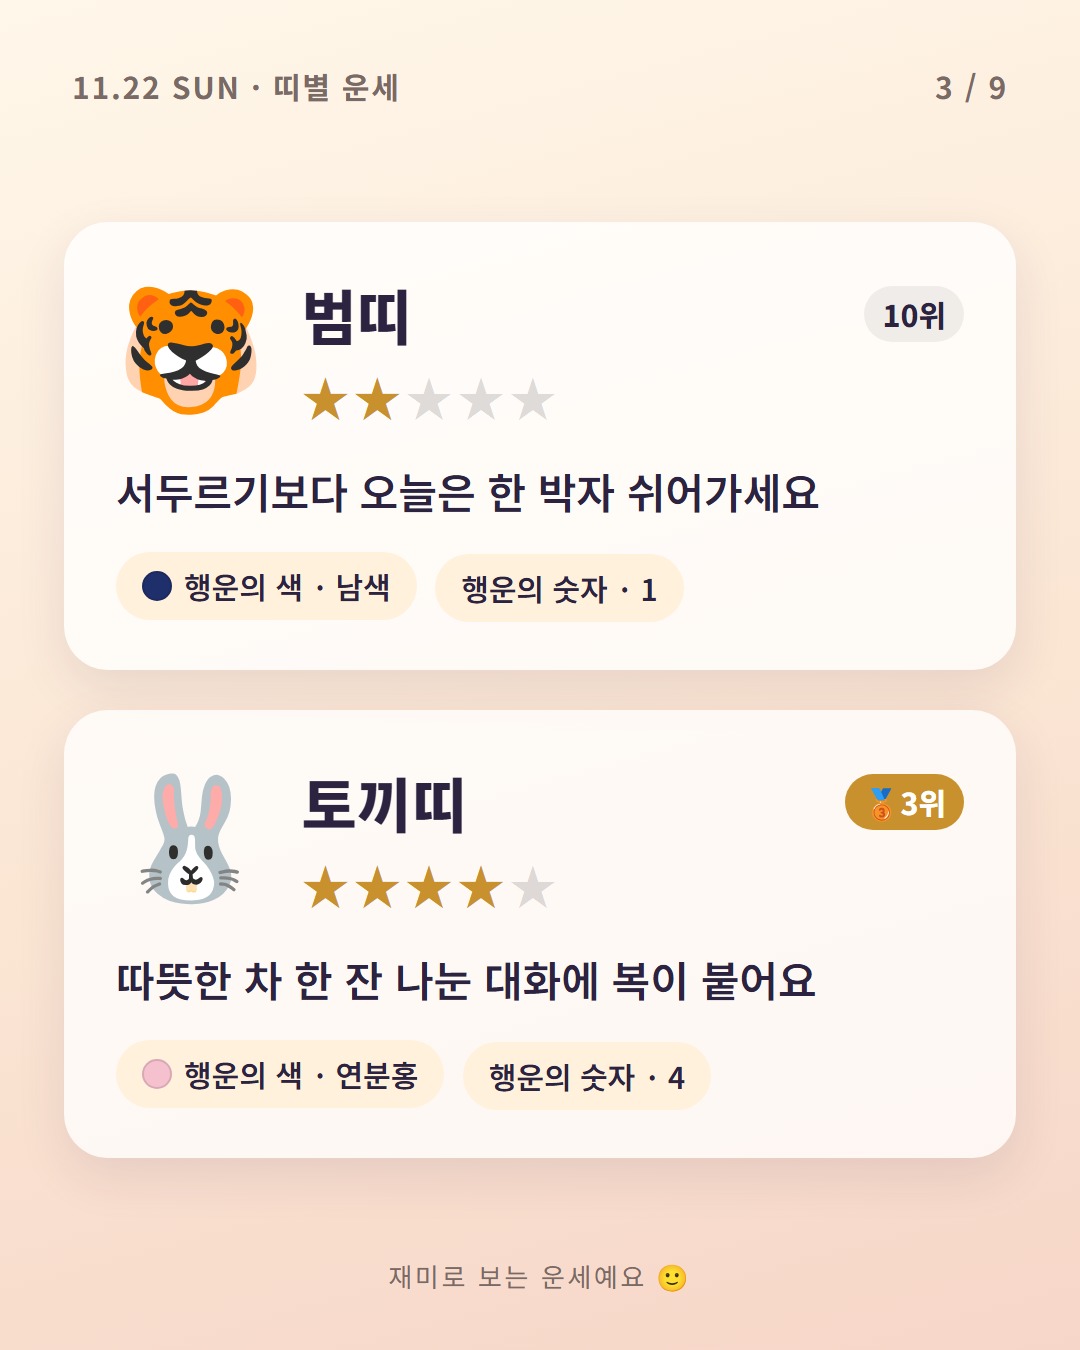 11.22 SUN · 띠별 운세
3 / 9
범띠
10위
서두르기보다 오늘은 한 박자 쉬어가세요
행운의 색 · 남색
행운의 숫자 · 1
토끼띠
🥉 3위
따뜻한 차 한 잔 나눈 대화에 복이 붙어요
행운의 색 · 연분홍
행운의 숫자 · 4
재미로 보는 운세예요 🙂